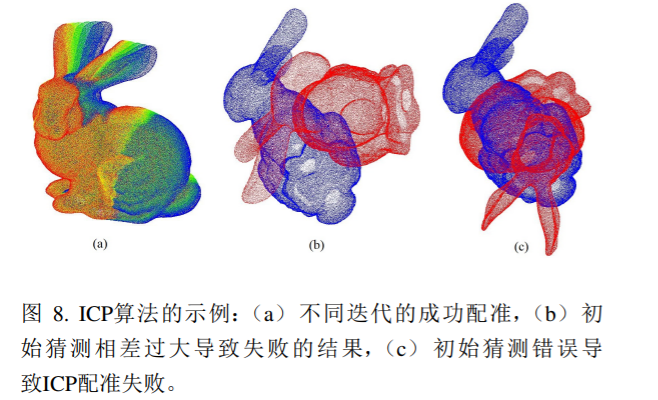 (a)
(b)
(c)
图 8. ICP算法的示例：（a）不同迭代的成功配准，（b）初
始猜测相差过大导致失败的结果，（c）初始猜测错误导
致ICP配准失败。